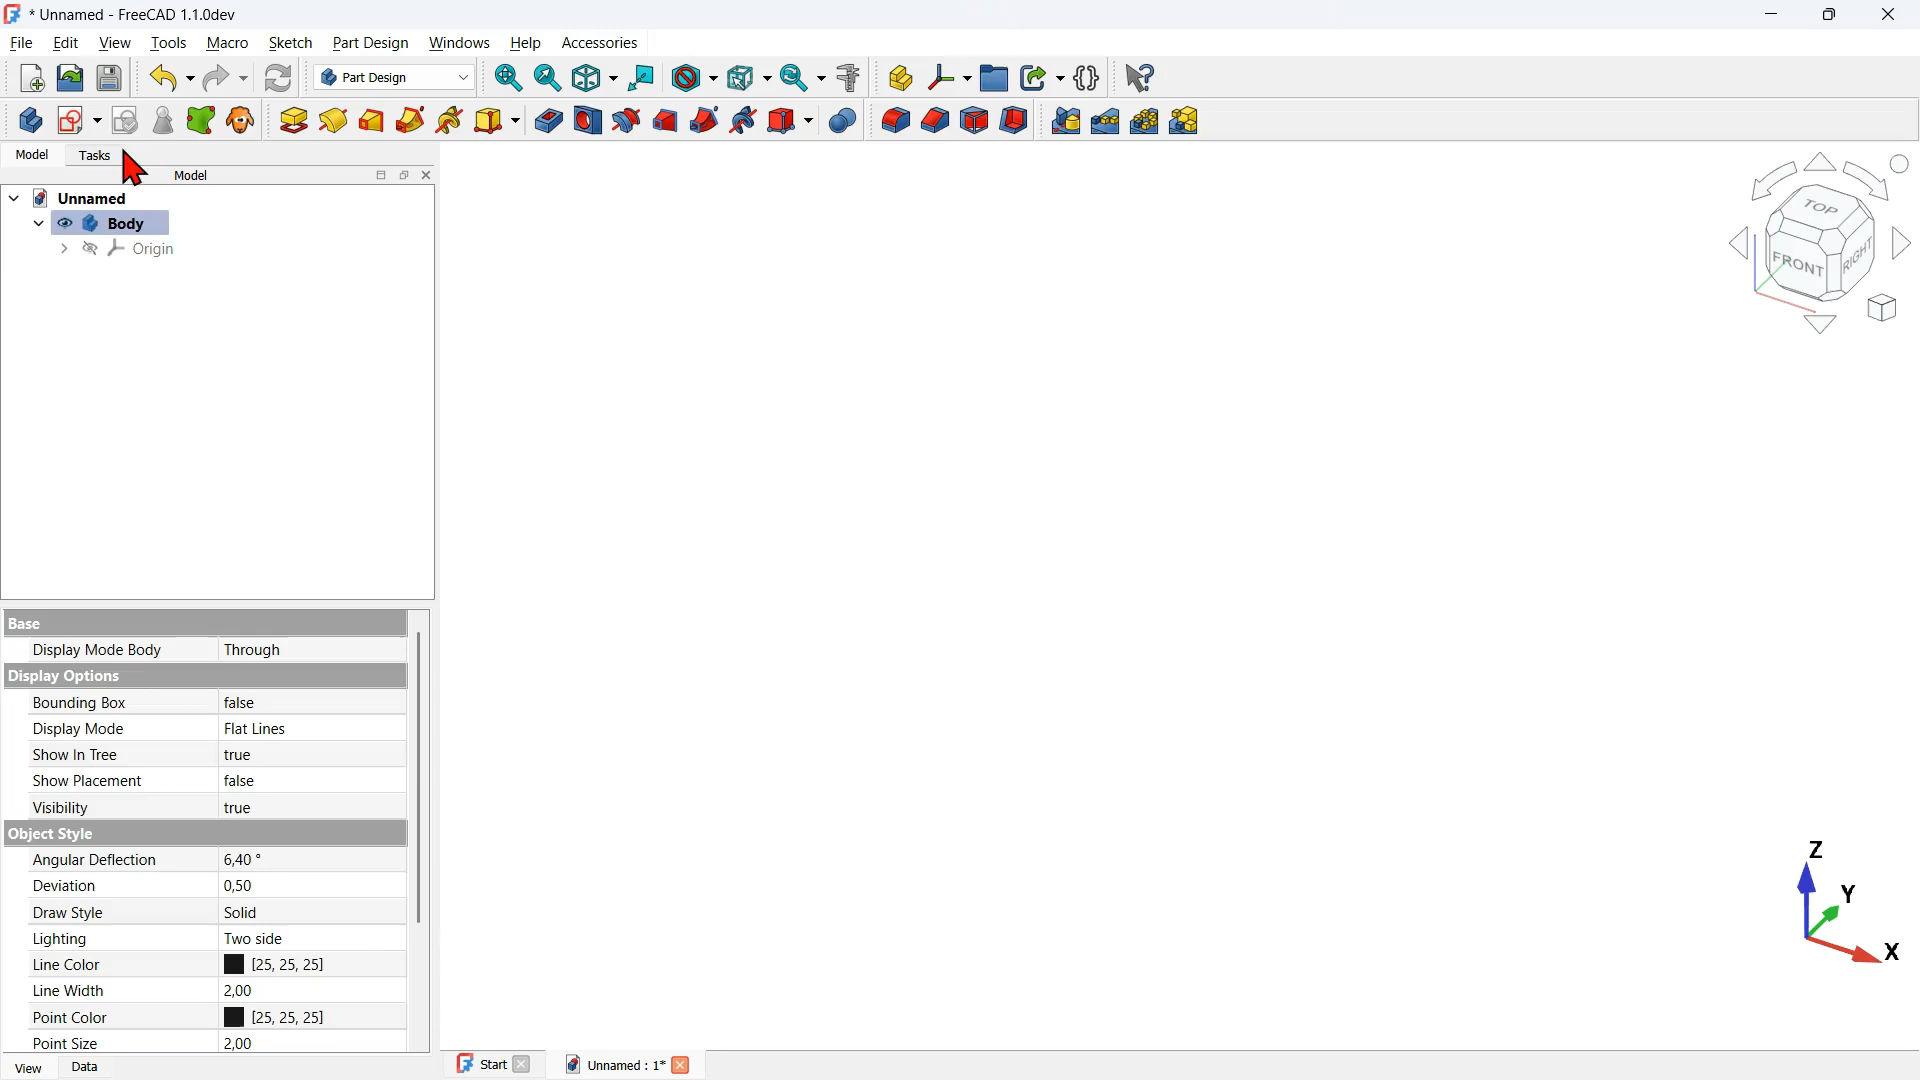 * Unnamed - FreeCAD 1.1.0dev
File Edit View Tools Macro Sketch Part Design Windows Help Accessories
Part Design
Model Tasks
Model
Unnamed
Body
Origin
TOP
FRONT RIGHT
Base
Display Mode Body Through
Display Options
Bounding Box false
Display Mode Flat Lines
Show In Tree true
Show Placement false
Visibility true
Object Style
Angular Deflection 6,40 °
Deviation 0,50
Draw Style Solid
Lighting Two side
Line Color [25, 25, 25]
Line Width 2,00
Point Color [25, 25, 25]
Point Size 2,00
Z
Y
X
View Data
Start Unnamed : 1*